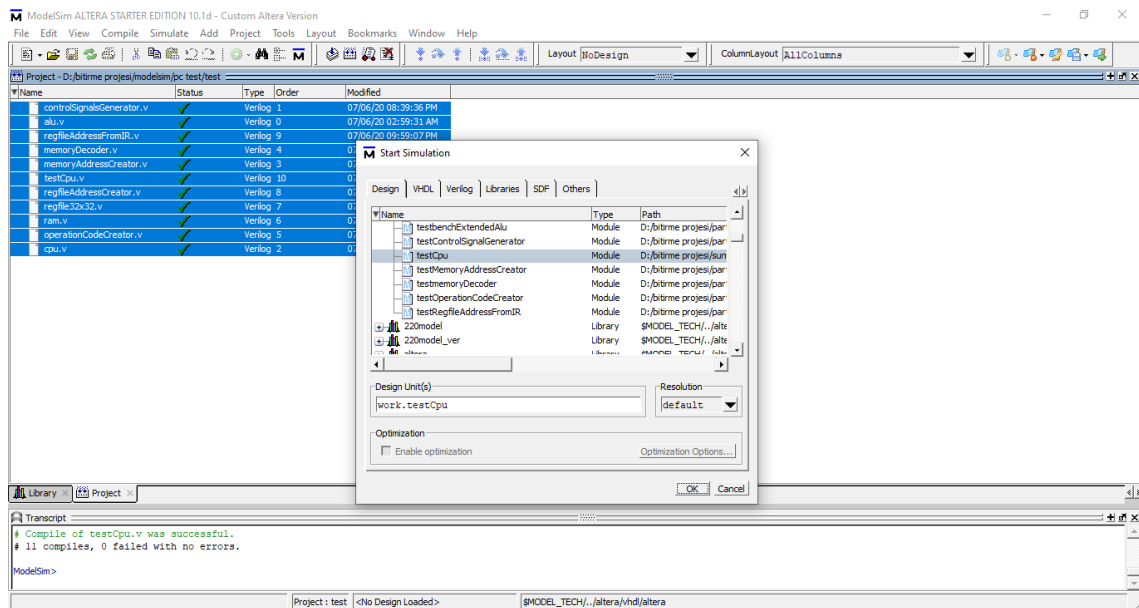 ModelSim ALTERA STARTER EDITION 10.1d - Custom Altera Version
File Edit View Compile Simulate Add Project Tools Layout Bookmarks Window Help
Layout NoDesign ColumnLayout AllColumns
Project - D:/bitirme projesi/modelsim/pc test/test
Name Status Type Order Modified
controlSignalsGenerator.v Verilog 1 07/06/20 08:39:36 PM
alu.v Verilog 0 07/06/20 02:59:31 AM
regfileAddressFromIR.v Verilog 9 07/06/20 09:59:07 PM
memoryDecoder.v Verilog 4
memoryAddressCreator.v Verilog 3
testCpu.v Verilog 10
regfileAddressCreator.v Verilog 8
regfile32x32.v Verilog 7
ram.v Verilog 6
operationCodeCreator.v Verilog 5
cpu.v Verilog 2
Start Simulation
Design VHDL Verilog Libraries SDF Others
Name Type Path
testbenchExtendedAlu Module D:/bitirme projesi/par
testControlSignalGenerator Module D:/bitirme projesi/par
testCpu Module D:/bitirme projesi/sun
testMemoryAddressCreator Module D:/bitirme projesi/par
testmemoryDecoder Module D:/bitirme projesi/par
testOperationCodeCreator Module D:/bitirme projesi/par
testRegfileAddressFromIR Module D:/bitirme projesi/par
220model Library $MODEL_TECH/../alte
220model_ver Library $MODEL_TECH/../alte
Design Unit(s) Resolution
work.testCpu default
Optimization
Enable optimization Optimization Options...
OK Cancel
Library Project
Transcript
# Compile of testCpu.v was successful.
# 11 compiles, 0 failed with no errors.
ModelSim>
Project : test <No Design Loaded> $MODEL_TECH/../altera/vhdl/altera